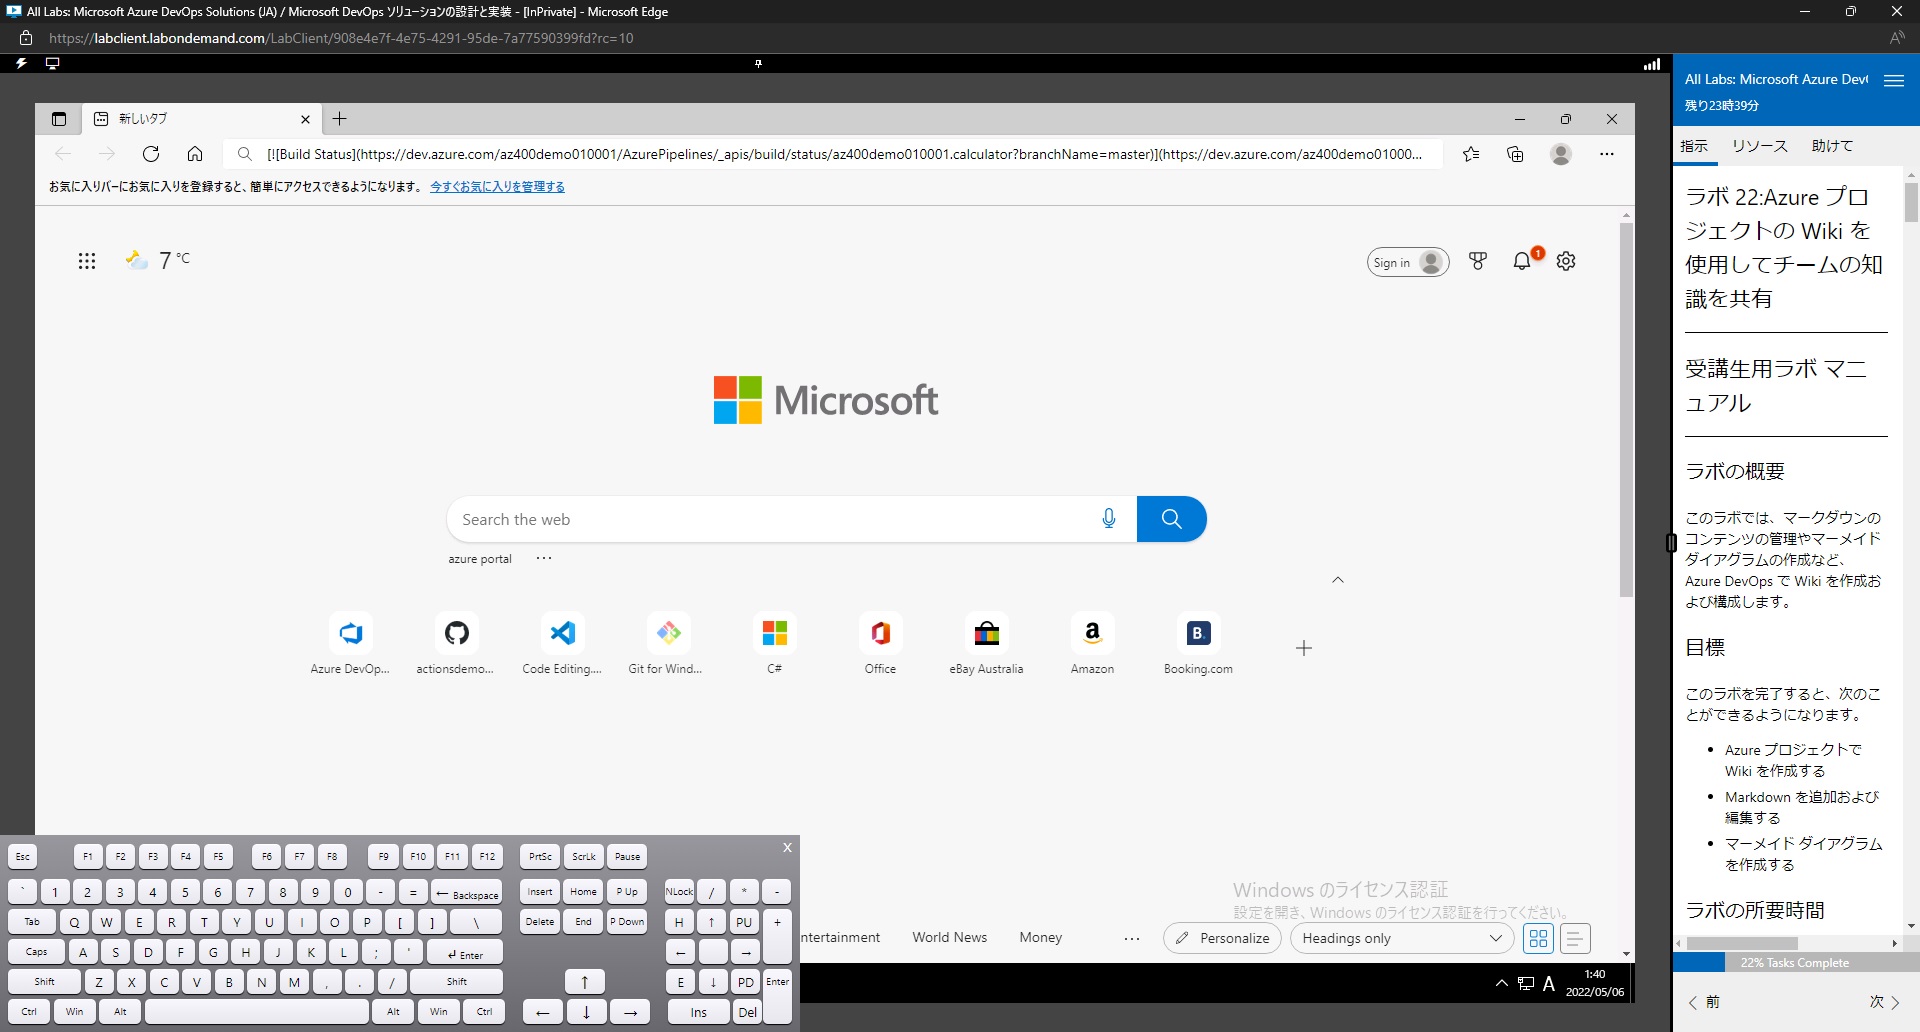 All Labs: Microsoft Azure DevOps Solutions (JA) / Microsoft DevOps ソリューションの設計と実装 - [InPrivate] - Microsoft Edge
https://labclient.labondemand.com/LabClient/908e4e7f-4e75-4291-95de-7a77590399fd?rc=10
新しいタブ
[![Build Status](https://dev.azure.com/az400demo010001/AzurePipelines/_apis/build/status/az400demo010001.calculator?branchName=master)](https://dev.azure.com/az400demo01000...
お気に入りバーにお気に入りを登録すると、簡単にアクセスできるようになります。 今すぐお気に入りを管理する
7 °C
Sign in
1
Microsoft
Search the web
azure portal ...
Azure DevOp... actionsdemo... Code Editing.... Git for Wind... C# Office eBay Australia Amazon Booking.com
Windows のライセンス認証
設定を開き、Windows のライセンス認証を行ってください。
ntertainment World News Money ... Personalize Headings only
A 1:40
2022/05/06
Esc F1 F2 F3 F4 F5 F6 F7 F8 F9 F10 F11 F12 PrtSc ScrLk Pause X
` 1 2 3 4 5 6 7 8 9 0 - = ← Backspace Insert Home P Up NLock / * -
Tab Q W E R T Y U I O P [ ] \ Delete End P Down H ↑ PU +
Caps A S D F G H J K L ; ' ↵ Enter ← →
Shift Z X C V B N M , . / Shift ↑ E ↓ PD Enter
Ctrl Win Alt Alt Win Ctrl ← ↓ → Ins Del
All Labs: Microsoft Azure Dev
残り23時39分
指示 リソース 助けて
ラボ 22:Azure プロ
ジェクトの Wiki を
使用してチームの知
識を共有
受講生用ラボ マニ
ュアル
ラボの概要
このラボでは、マークダウンの
コンテンツの管理やマーメイド
ダイアグラムの作成など、
Azure DevOps で Wiki を作成お
よび構成します。
目標
このラボを完了すると、次のこ
とができるようになります。
• Azure プロジェクトで
Wiki を作成する
• Markdown を追加および
編集する
• マーメイド ダイアグラム
を作成する
ラボの所要時間
22% Tasks Complete
前 次